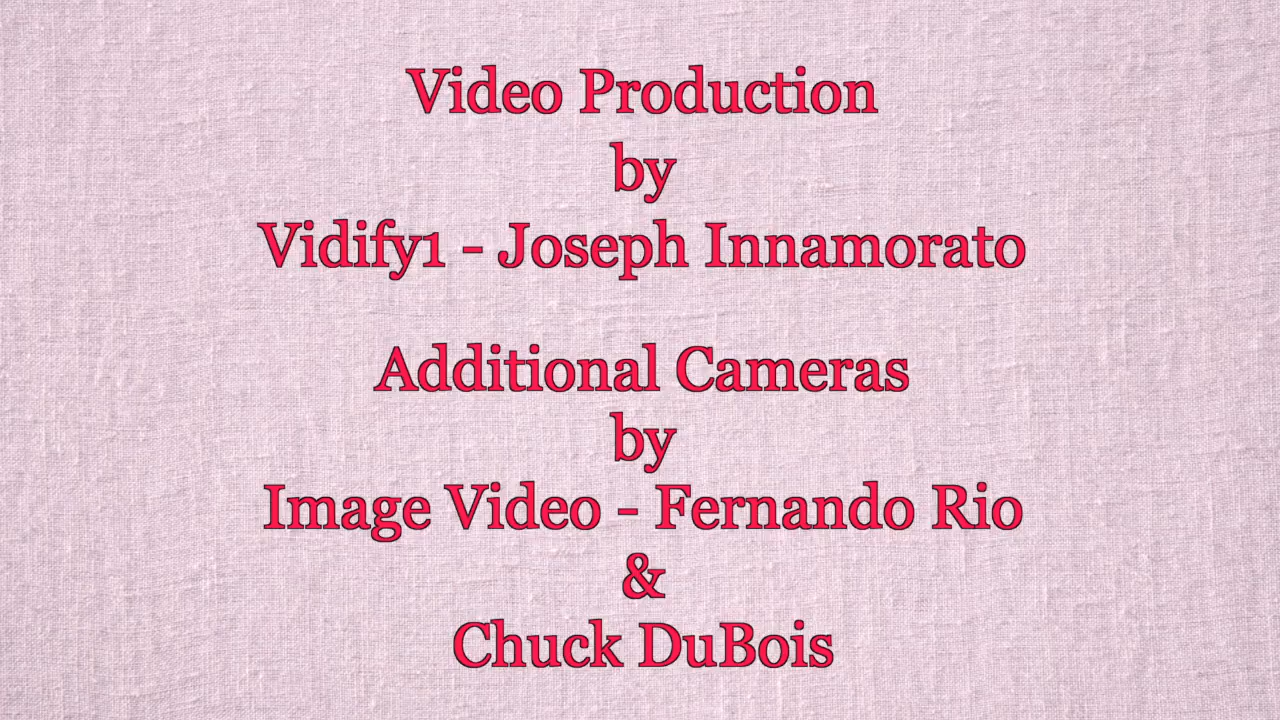 Video Production
by
Vidify1 - Joseph Innamorato
Additional Cameras
by
Image Video - Fernando Rio
&
Chuck DuBois